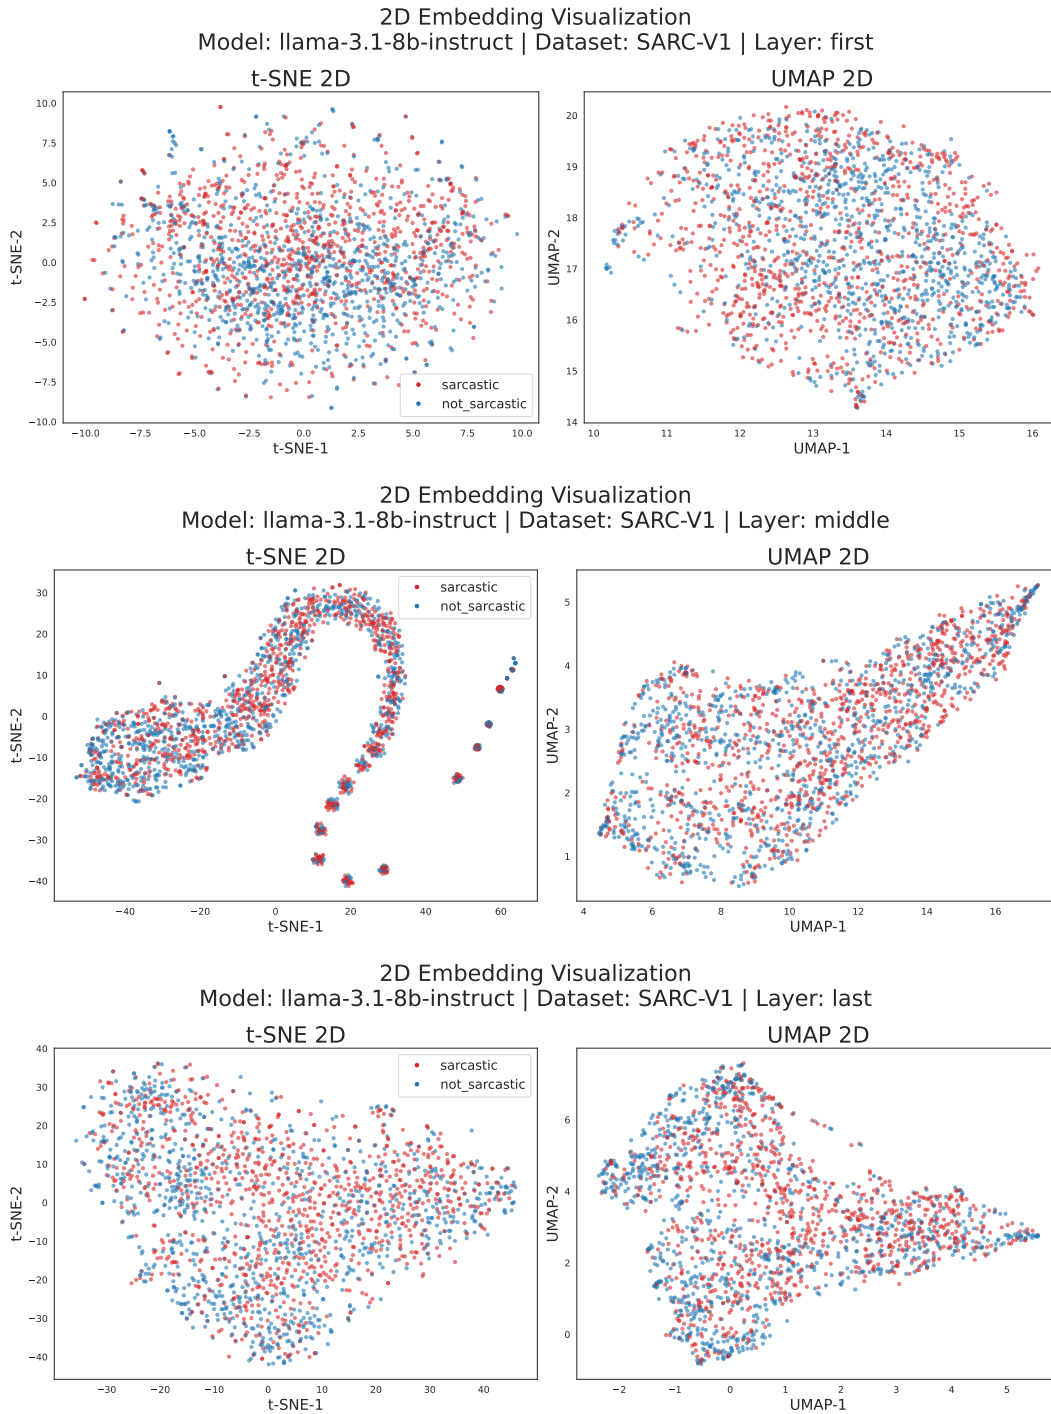 2D Embedding Visualization
Model: llama-3.1-8b-instruct | Dataset: SARC-V1 | Layer: first
t-SNE 2D
10.0
7.5
5.0
2.5
0.0
−2.5
−5.0
−7.5
−10.0
t-SNE-2
sarcastic
not_sarcastic
−10.0 −7.5 −5.0 −2.5 0.0 2.5 5.0 7.5 10.0
t-SNE-1
UMAP 2D
20
19
18
17
16
15
14
UMAP-2
10 11 12 13 14 15 16
UMAP-1
2D Embedding Visualization
Model: llama-3.1-8b-instruct | Dataset: SARC-V1 | Layer: middle
t-SNE 2D
sarcastic
not_sarcastic
30
20
10
0
−10
−20
−30
−40
t-SNE-2
−40 −20 0 20 40 60
t-SNE-1
UMAP 2D
5
4
3
2
1
UMAP-2
4 6 8 10 12 14 16
UMAP-1
2D Embedding Visualization
Model: llama-3.1-8b-instruct | Dataset: SARC-V1 | Layer: last
t-SNE 2D
sarcastic
not_sarcastic
40
30
20
10
0
−10
−20
−30
−40
t-SNE-2
−30 −20 −10 0 10 20 30 40
t-SNE-1
UMAP 2D
6
4
2
0
UMAP-2
−2 −1 0 1 2 3 4 5
UMAP-1